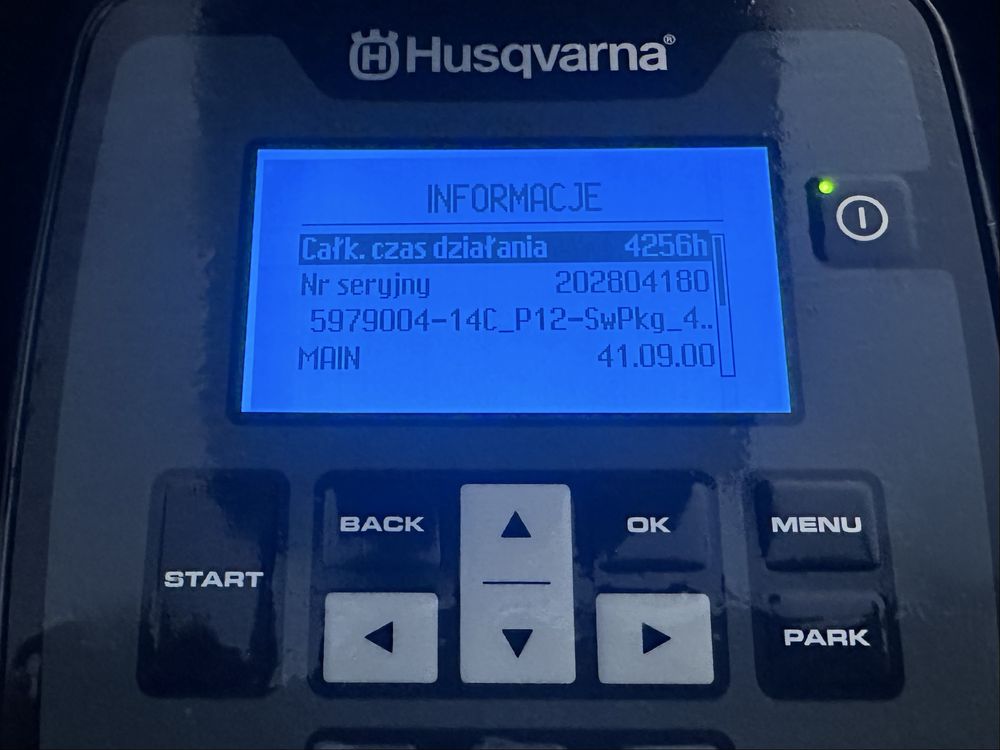 Husqvarna®
INFORMACJE
Całk. czas działania 4256h
Nr seryjny 202804180
5979004-14C_P12-SwPkg_4..
MAIN 41.09.00
START
BACK
OK
MENU
PARK